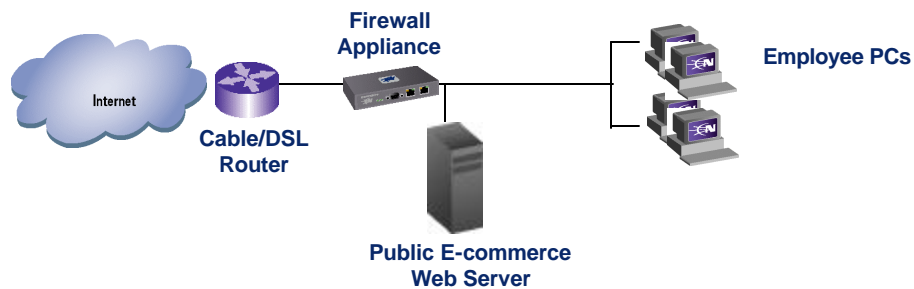 Firewall
Appliance
Employee PCs
Internet
Cable/DSL
Router
Public E-commerce
Web Server